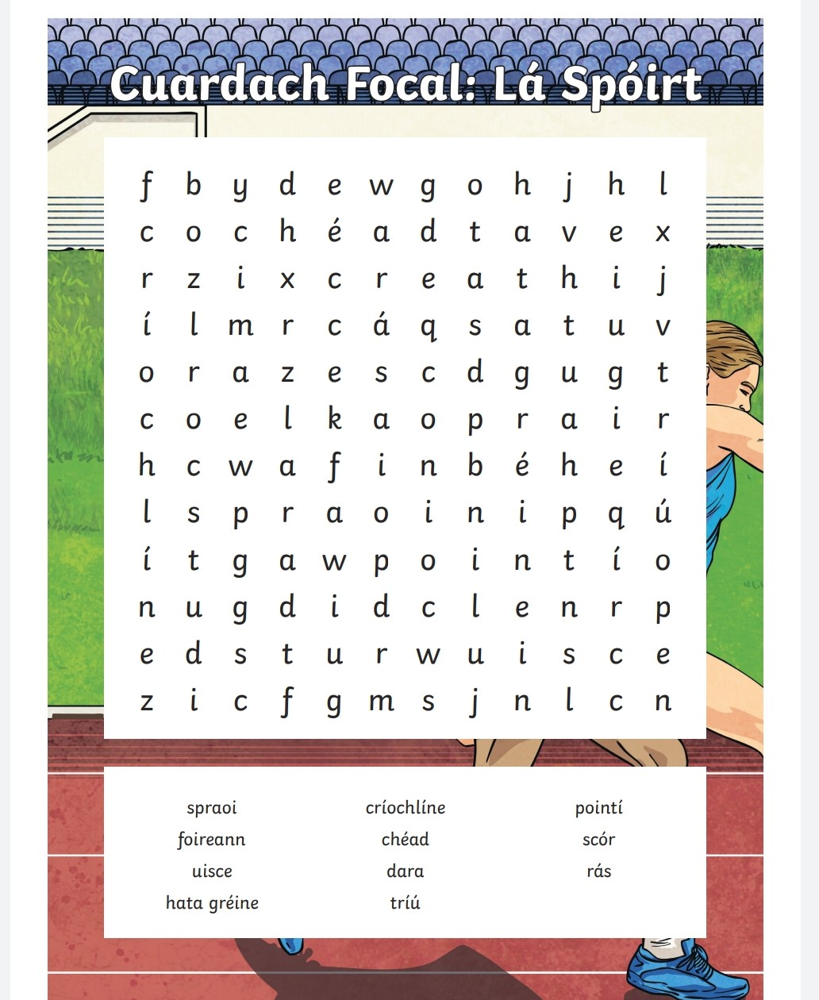 Cuardach Focal: Lá Spóirt
f b y d e w g o h j h l
c o c h é a d t a v e x
r z i x c r e a t h i j
í l m r c á q s a t u v
o r a z e s c d g u g t
c o e l k a o p r a i r
h c w a f i n b é h e í
l s p r a o i n i p q ú
í t g a w p o i n t í o
n u g d i d c l e n r p
e d s t u r w u i s c e
z i c f g m s j n l c n
spraoi críochlíne pointí
foireann chéad scór
uisce dara rás
hata gréine tríú